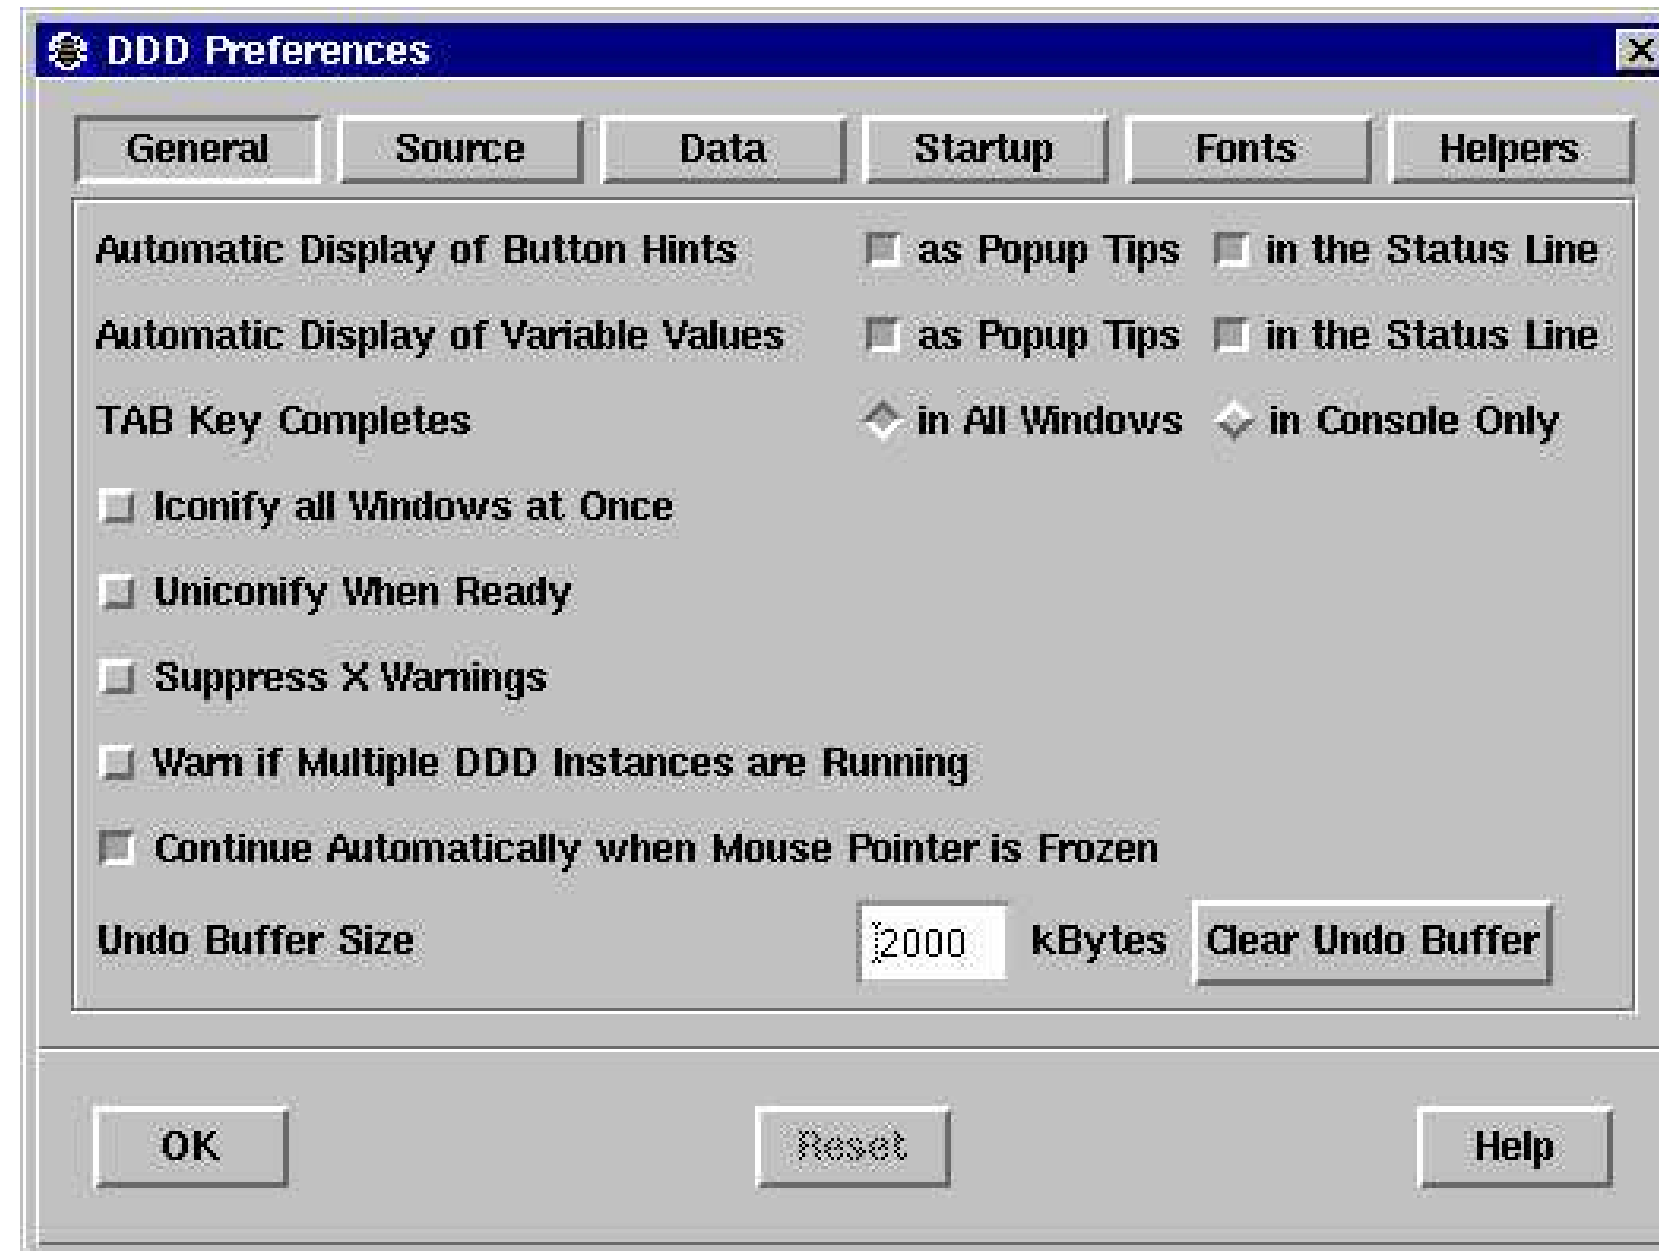 DDD Preferences
General Source Data Startup Fonts Helpers
Automatic Display of Button Hints as Popup Tips in the Status Line
Automatic Display of Variable Values as Popup Tips in the Status Line
TAB Key Completes in All Windows in Console Only
Iconify all Windows at Once
Uniconify When Ready
Suppress X Warnings
Warn if Multiple DDD Instances are Running
Continue Automatically when Mouse Pointer is Frozen
Undo Buffer Size 2000 kBytes Clear Undo Buffer
OK Reset Help